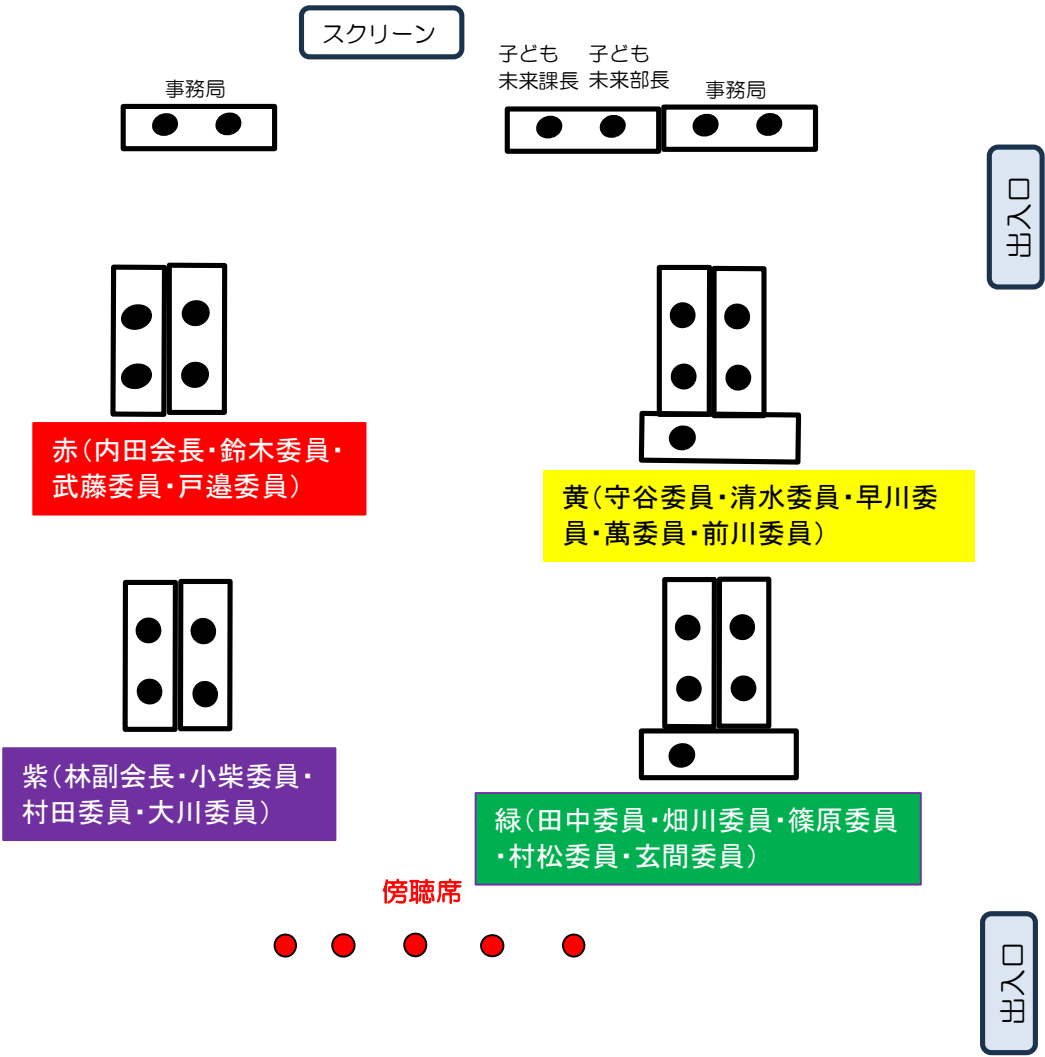 スクリーン
子ども 子ども
未来課長 未来部長
事務局
事務局
出入口
赤(内田会長・鈴木委員・
武藤委員・戸邉委員)
黄(守谷委員・清水委員・早川委
員・萬委員・前川委員)
紫(林副会長・小柴委員・
村田委員・大川委員)
緑(田中委員・畑川委員・篠原委員
・村松委員・玄間委員)
傍聴席
出入口